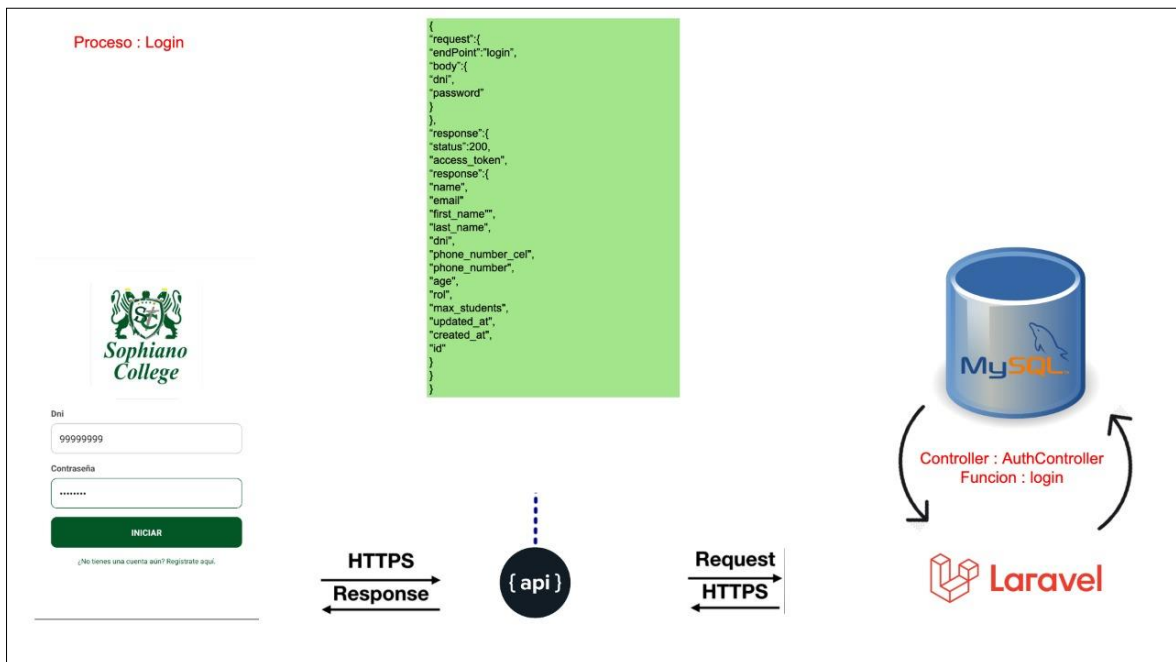 Proceso : Login
{
"request":{
"endPoint":"login",
"body":{
"dni",
"password"
}
},
"response":{
"status":200,
"access_token",
"response":{
"name",
"email"
"first_name"",
"last_name",
"dni",
"phone_number_cel",
"phone_number",
"age",
"rol",
"max_students",
"updated_at",
"created_at",
"id"
}
}
}
StC
Sophiano
College
Dni
99999999
Contraseña
••••••••
INICIAR
¿No tienes una cuenta aún? Regístrate aquí.
HTTPS
Response
{ api }
Request
HTTPS
MySQL
Controller : AuthController
Funcion : login
Laravel